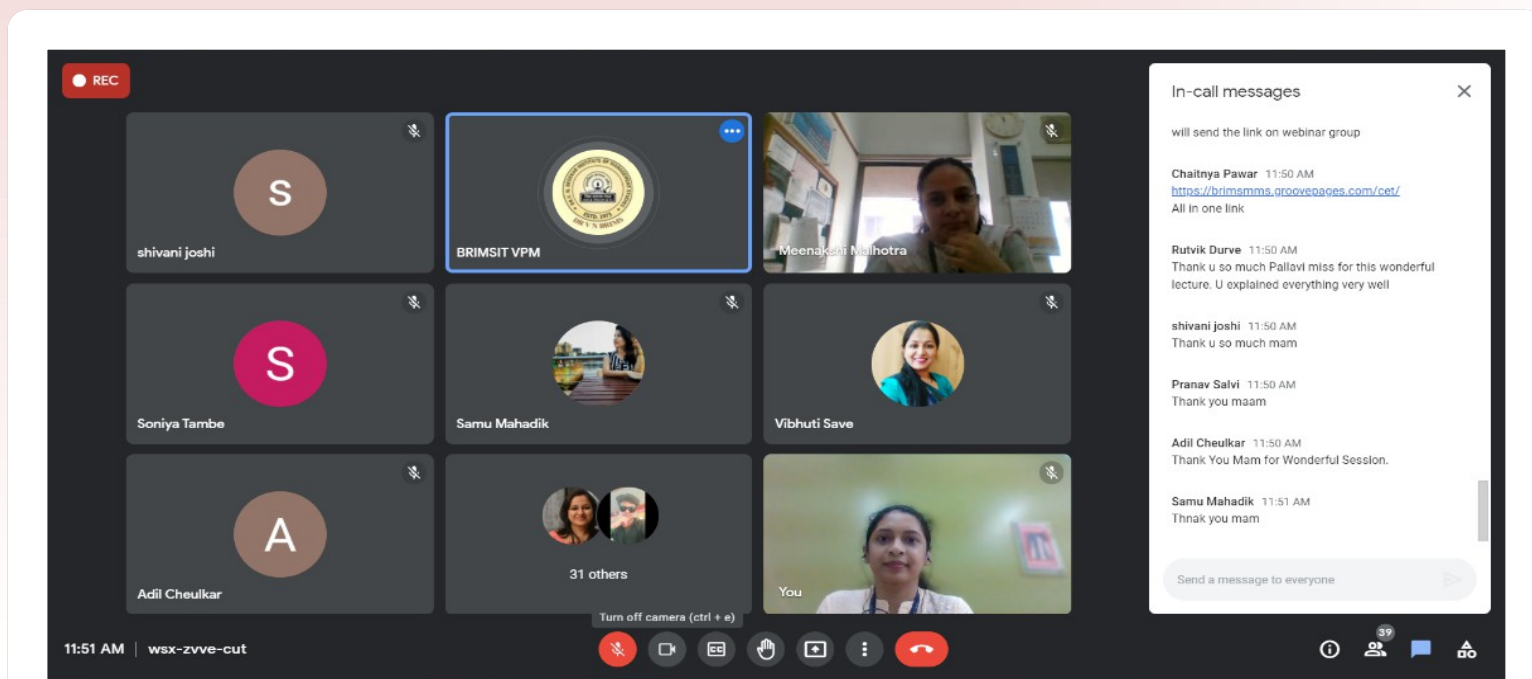 REC
In-call messages
will send the link on webinar group
Chaitnya Pawar 11:50 AM
https://brimsmms.groovepages.com/cet/
All in one link
Rutvik Durve 11:50 AM
Thank u so much Pallavi miss for this wonderful
lecture. U explained everything very well
shivani joshi 11:50 AM
Thank u so much mam
Pranav Salvi 11:50 AM
Thank you maam
Adil Cheulkar 11:50 AM
Thank You Mam for Wonderful Session.
Samu Mahadik 11:51 AM
Thnak you mam
Send a message to everyone
S
shivani joshi
BRIMSIT VPM
Meenakshi Malhotra
S
Soniya Tambe
Samu Mahadik
Vibhuti Save
A
Adil Cheulkar
31 others
You
Turn off camera (ctrl + e)
11:51 AM | wsx-zvve-cut
CC
39